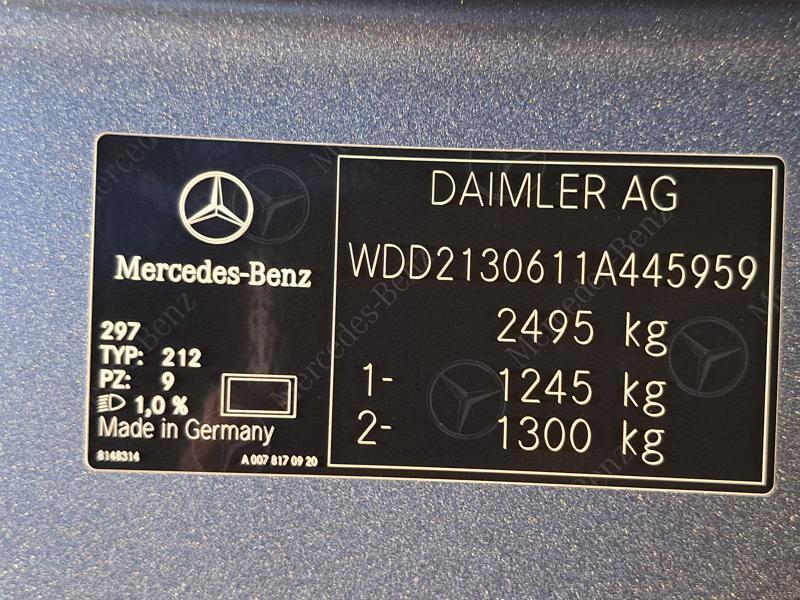 DAIMLER AG
WDD2130611A445959
2495 kg
1- 1245 kg
2- 1300 kg
Mercedes-Benz
297
TYP: 212
PZ: 9
1,0 %
Made in Germany
8148314
A 007 817 09 20